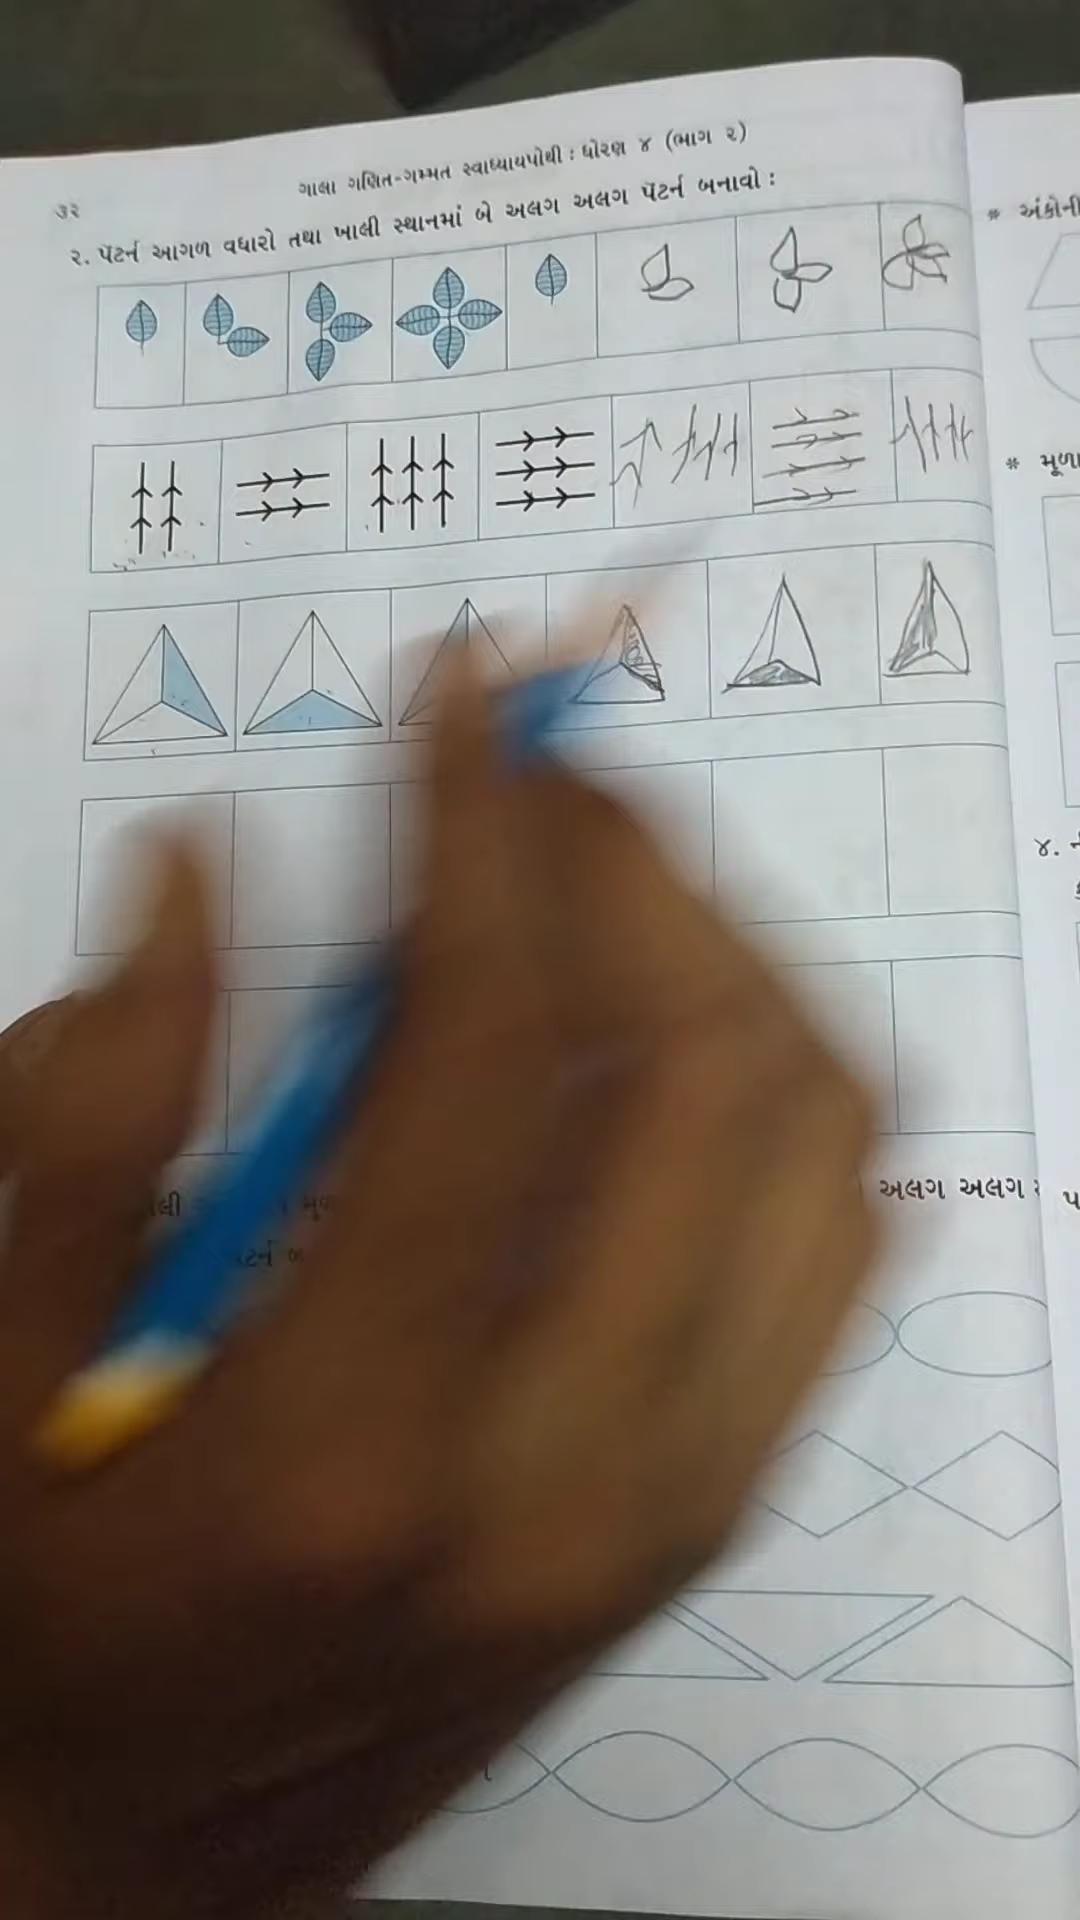 ગાલા ગણિત-ગમ્મત સ્વાધ્યાયપોથી : ધોરણ ૪ (ભાગ ૨)
૩૨
૨. પૅટર્ન આગળ વધારો તથા ખાલી સ્થાનમાં બે અલગ અલગ પૅટર્ન બનાવો :
અલગ અલગ
* અંકોની
*
૪.